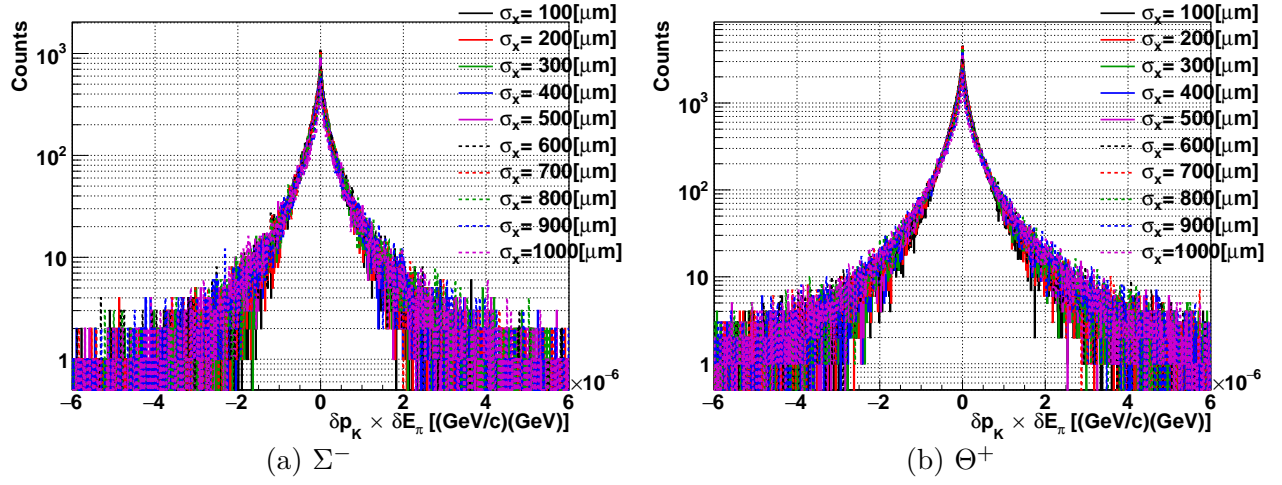 Counts
10³
10²
10
1
σx= 100[μm]
σx= 200[μm]
σx= 300[μm]
σx= 400[μm]
σx= 500[μm]
σx= 600[μm]
σx= 700[μm]
σx= 800[μm]
σx= 900[μm]
σx=1000[μm]
×10⁻⁶
−6 −4 −2 0 2 4 6
δpK × δEπ [(GeV/c)(GeV)]
(a) Σ⁻
Counts
10³
10²
10
1
σx= 100[μm]
σx= 200[μm]
σx= 300[μm]
σx= 400[μm]
σx= 500[μm]
σx= 600[μm]
σx= 700[μm]
σx= 800[μm]
σx= 900[μm]
σx=1000[μm]
×10⁻⁶
−6 −4 −2 0 2 4 6
δpK × δEπ [(GeV/c)(GeV)]
(b) Θ⁺